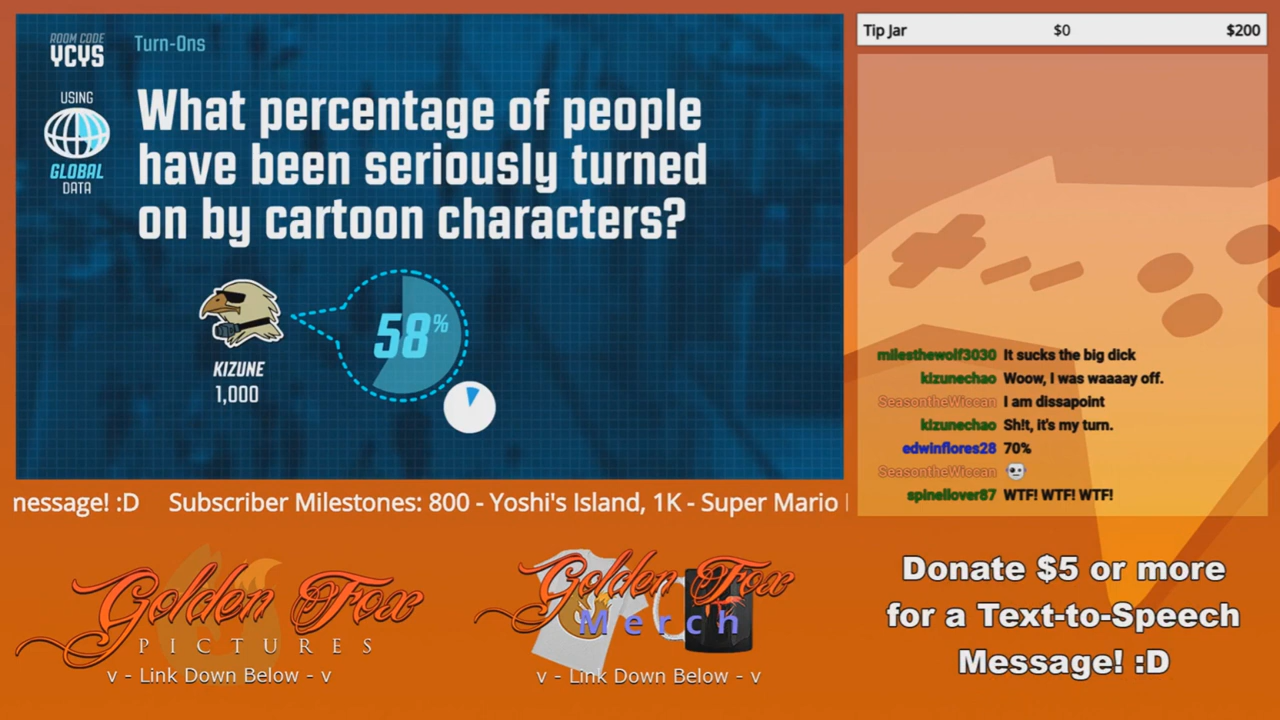 ROOM CODE
YCYS
Turn-Ons
USING
GLOBAL
DATA
What percentage of people
have been seriously turned
on by cartoon characters?
58%
KIZUNE
1,000
Tip Jar $0 $200
milesthewolf3030 It sucks the big dick
kizunechao Woow, I was waaaay off.
SeasontheWiccan I am dissapoint
kizunechao Sh!t, it's my turn.
edwinflores28 70%
SeasontheWiccan
spinellover87 WTF! WTF! WTF!
nessage! :D Subscriber Milestones: 800 - Yoshi's Island, 1K - Super Mario
Golden Fox
PICTURES
v - Link Down Below - v
Golden Fox
Merch
v - Link Down Below - v
Donate $5 or more
for a Text-to-Speech
Message! :D